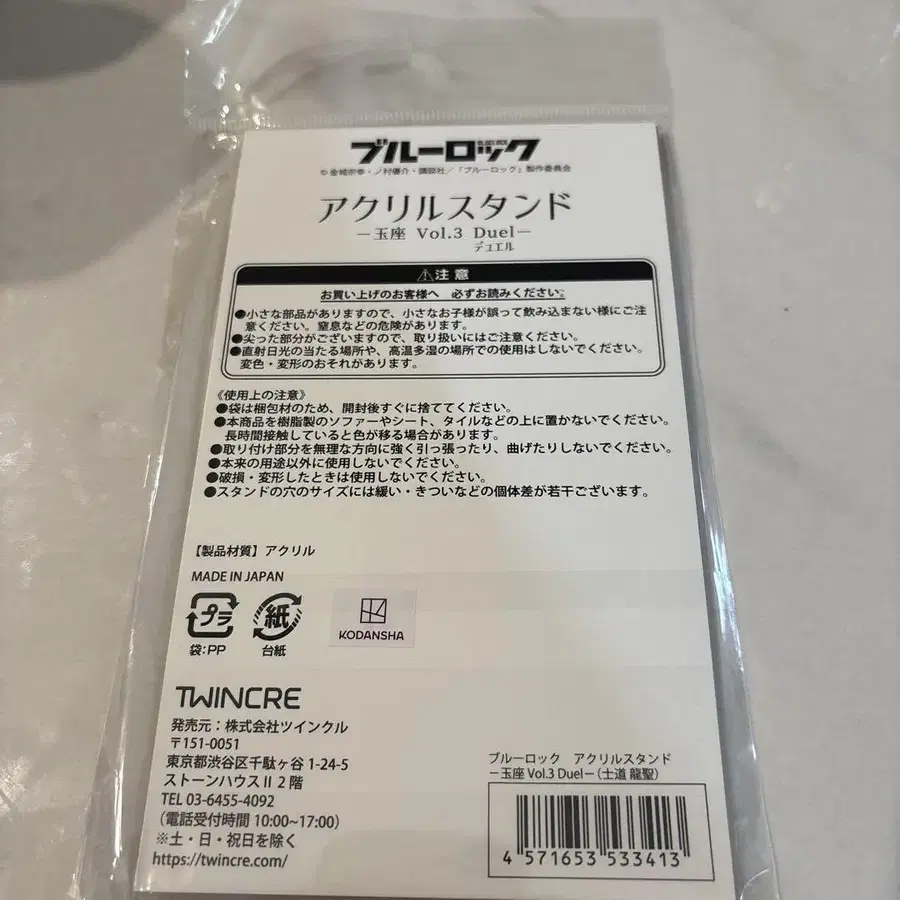 ブルーロック
©金城宗幸・ノ村優介・講談社／「ブルーロック」製作委員会
アクリルスタンド
－玉座 Vol.3 Duel－
デュエル
⚠注意
お買い上げのお客様へ 必ずお読みください。
●小さな部品がありますので、小さなお子様が誤って飲み込まない様にご注
意ください。窒息などの危険があります。
●尖った部分がございますので、取り扱いにはご注意ください。
●直射日光の当たる場所や、高温多湿の場所での使用はしないでください。
変色・変形のおそれがあります。
《使用上の注意》
●袋は梱包材のため、開封後すぐに捨ててください。
●本商品を樹脂製のソファーやシート、タイルなどの上に置かないでください。
長時間接触していると色が移る場合があります。
●取り付け部分を無理な方向に強く引っ張ったり、曲げたりしないでください。
●本来の用途以外に使用しないでください。
●破損・変形したときは使用しないでください。
●スタンドの穴のサイズには緩い・きついなどの個体差が若干ございます。
【製品材質】アクリル
MADE IN JAPAN
プラ
紙
袋:PP
台紙
KODANSHA
TWINCRE
発売元：株式会社ツインクル
〒151-0051
東京都渋谷区千駄ヶ谷 1-24-5
ストーンハウスⅡ 2階
TEL 03-6455-4092
（電話受付時間 10:00~17:00）
※土・日・祝日を除く
https://twincre.com/
ブルーロック アクリルスタンド
－玉座 Vol.3 Duel－（士道 龍聖）
4 571653 533413